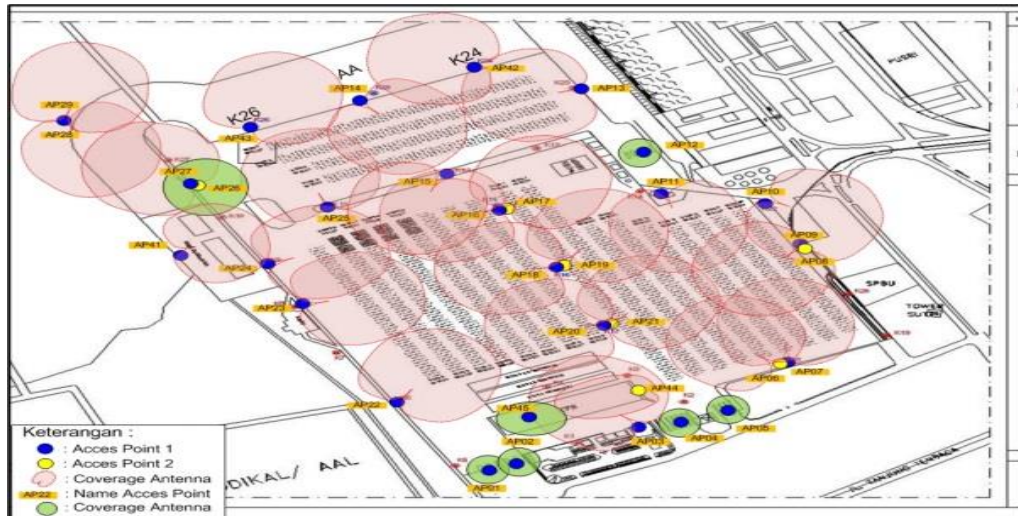 AA
K24
AP42
AP14
AP13
K26
AP43
AP29
AP28
AP27
AP26
AP12
AP15
AP11
AP10
AP25
AP16
AP17
AP09
AP08
AP41
AP24
AP18
AP19
AP23
AP20
AP21
SPBU
TOWER
AP07
AP06
AP22
AP44
AP45
AP02
AP03
AP04
AP05
AP01
DIKAL/ AAL
Keterangan :
: Acces Point 1
: Acces Point 2
: Coverage Antenna
AP22 : Name Acces Point
: Coverage Antenna